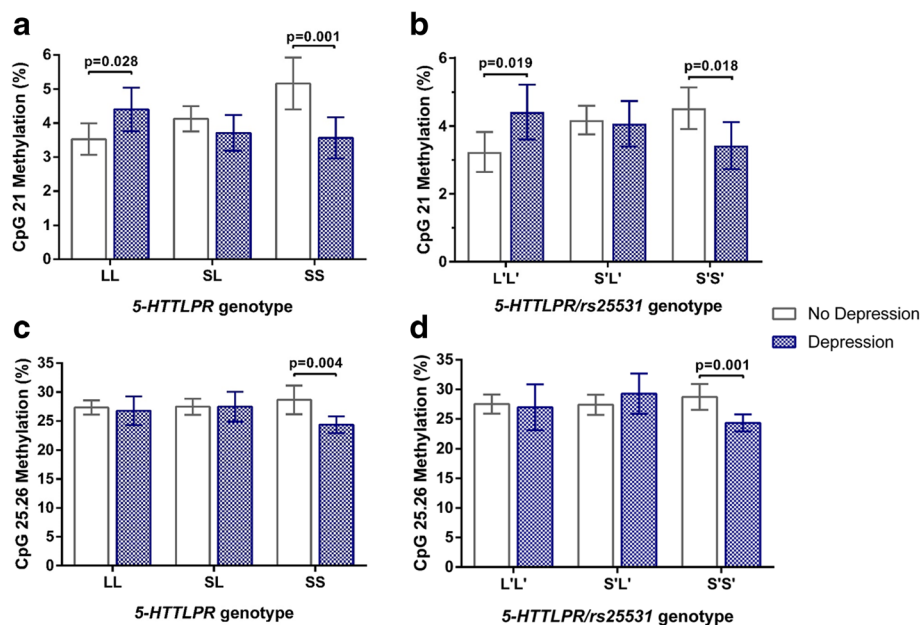 a
p=0.028
p=0.001
6
5
4
3
2
1
0
CpG 21 Methylation (%)
LL SL SS
5-HTTLPR genotype
b
p=0.019
p=0.018
6
4
2
0
CpG 21 Methylation (%)
L'L' S'L' S'S'
5-HTTLPR/rs25531 genotype
No Depression
Depression
c
p=0.004
35
30
25
20
15
10
5
0
CpG 25.26 Methylation (%)
LL SL SS
5-HTTLPR genotype
d
p=0.001
35
30
25
20
15
10
5
0
CpG 25.26 Methylation (%)
L'L' S'L' S'S'
5-HTTLPR/rs25531 genotype